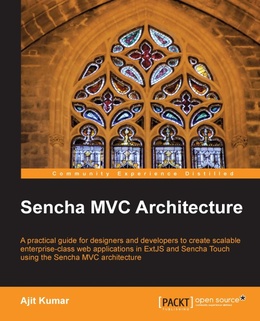 Community Experience Distilled
Sencha MVC Architecture
A practical guide for designers and developers to create scalable
enterprise-class web applications in ExtJS and Sencha Touch
using the Sencha MVC architecture
Ajit Kumar
PACKT open source
PUBLISHING